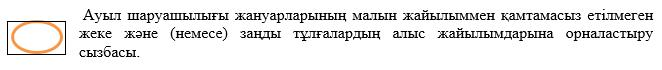 Ауыл шаруашылығы жануарларының малын жайылыммен қамтамасыз етілмеген
жеке және (немесе) заңды тұлғалардың алыс жайылымдарына орналастыру
сызбасы.